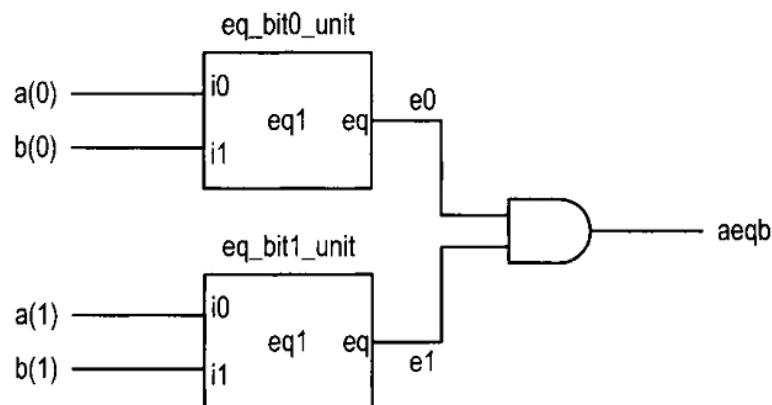 eq_bit0_unit
a(0)
i0
eq1
eq
e0
b(0)
i1
aeqb
eq_bit1_unit
a(1)
i0
eq1
eq
e1
b(1)
i1